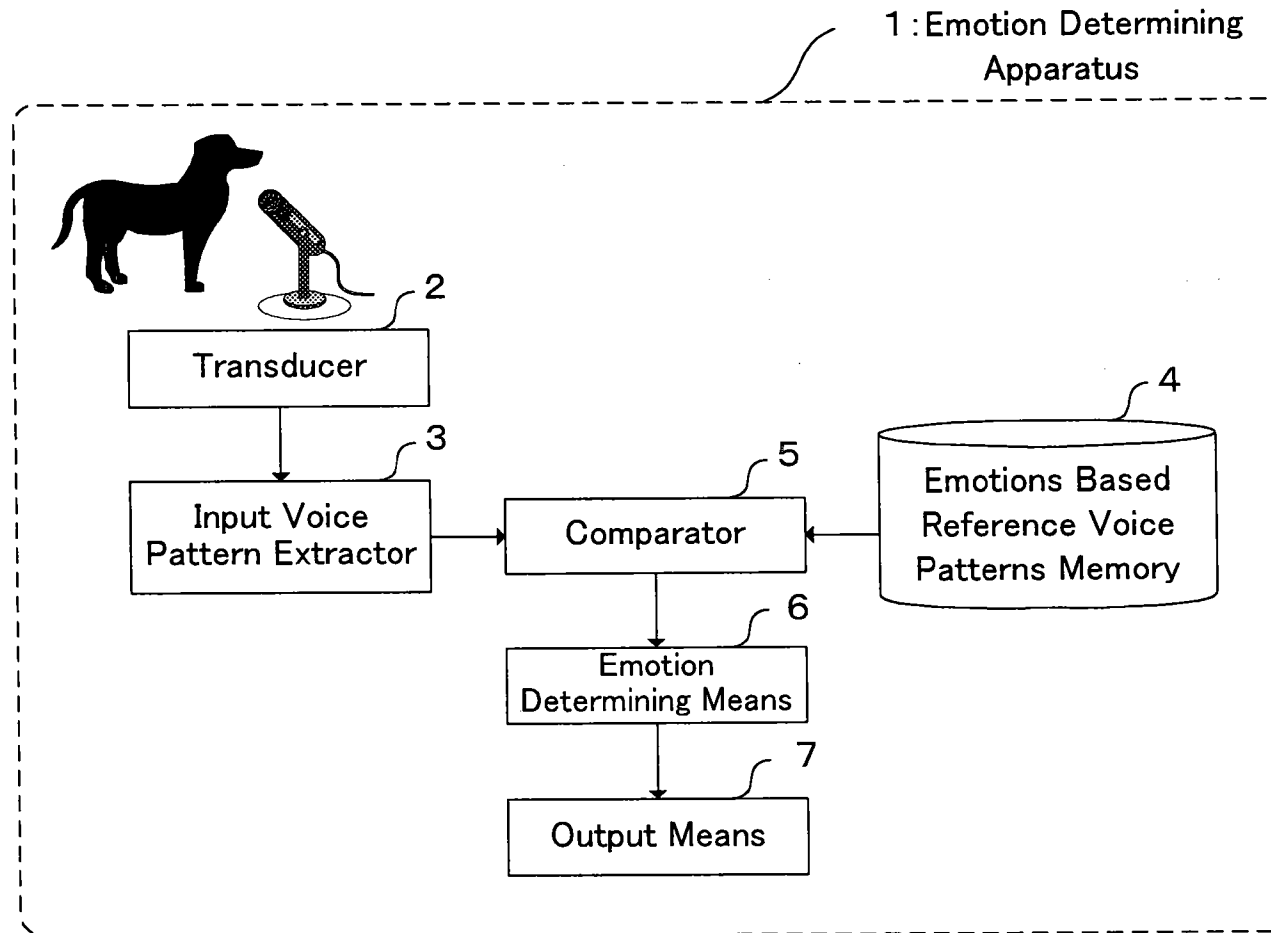 1:Emotion Determining
Apparatus
2
Transducer
3
Input Voice
Pattern Extractor
4
Emotions Based
Reference Voice
Patterns Memory
5
Comparator
6
Emotion
Determining Means
7
Output Means